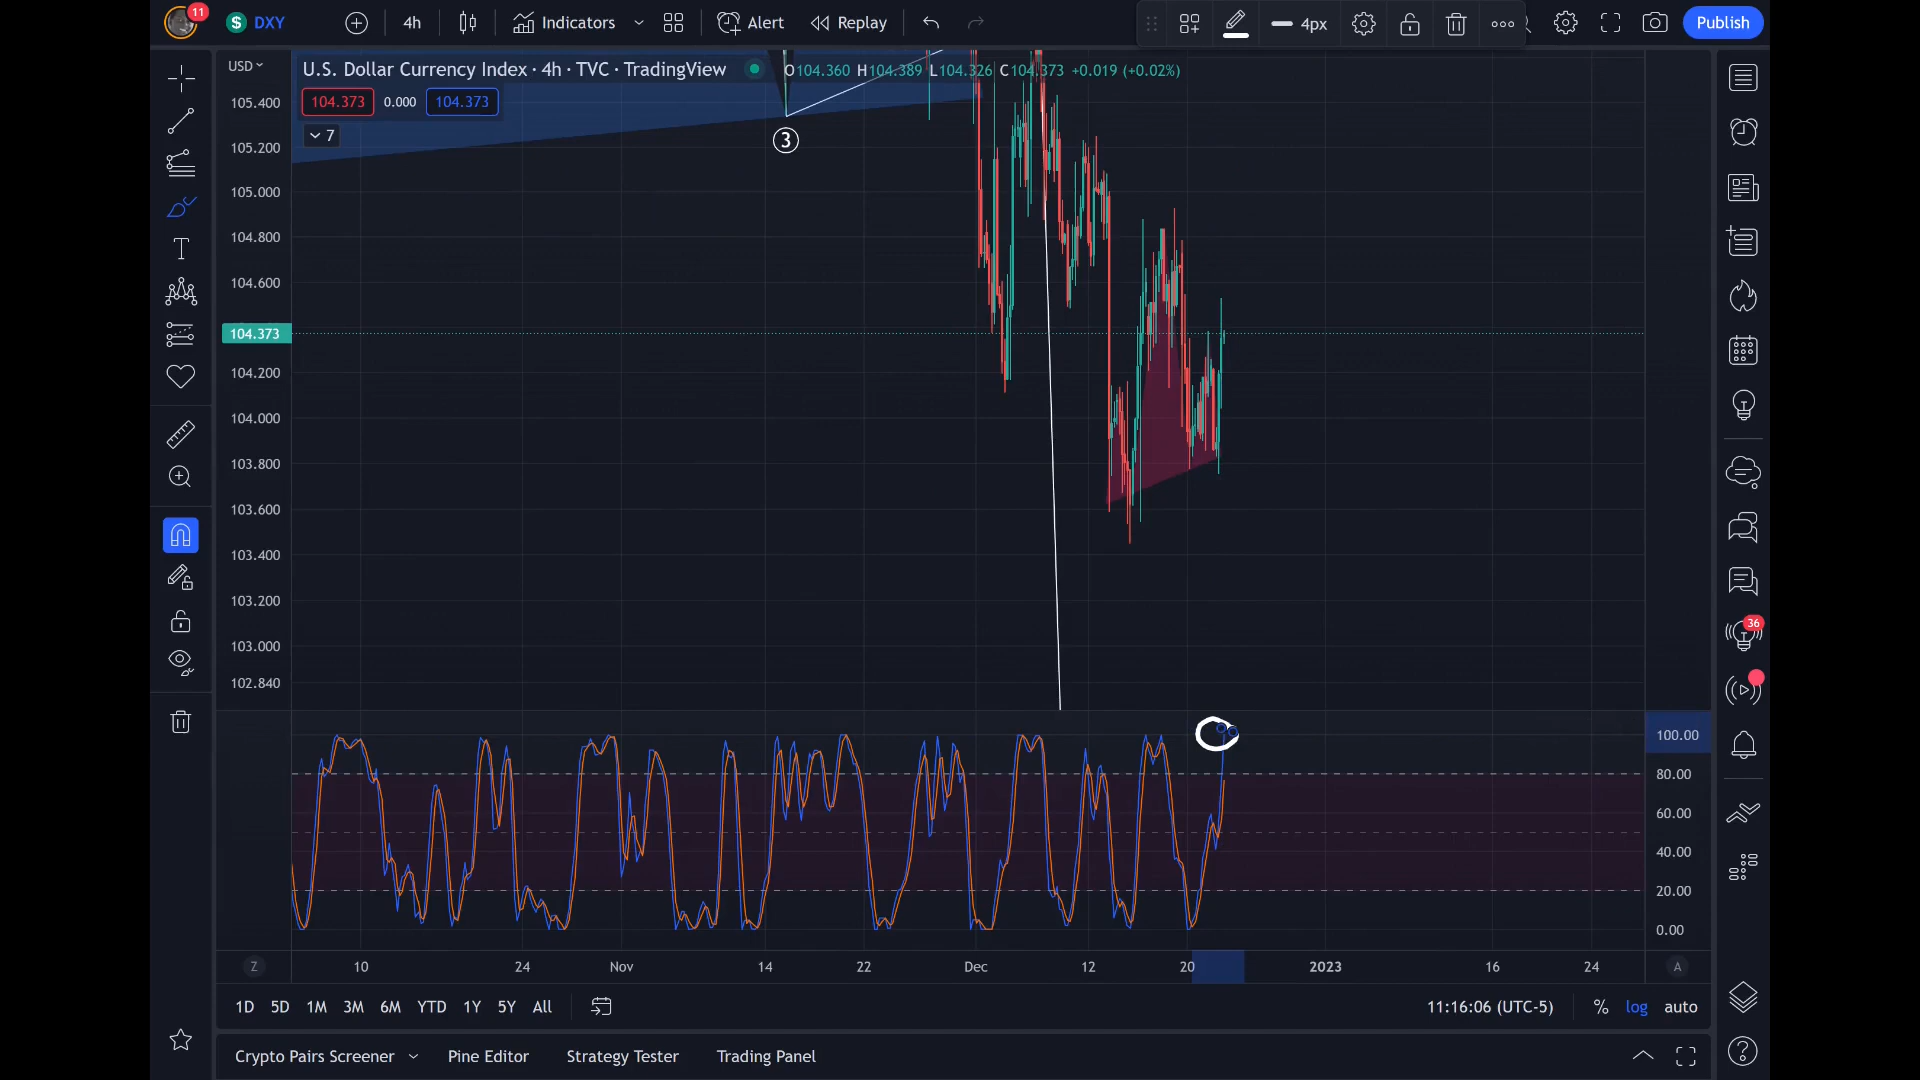 11
$ DXY
4h
Indicators
Alert
Replay
4px
Publish
USD
U.S. Dollar Currency Index · 4h · TVC · TradingView
O104.360 H104.389 L104.326 C104.373 +0.019 (+0.02%)
104.373 0.000 104.373
7
3
105.400
105.200
105.000
104.800
104.600
104.373
104.200
104.000
103.800
103.600
103.400
103.200
103.000
102.840
36
100.00
80.00
60.00
40.00
20.00
0.00
Z
10
24
Nov
14
22
Dec
12
20
2023
16
24
A
1D 5D 1M 3M 6M YTD 1Y 5Y All
11:16:06 (UTC-5)
% log auto
Crypto Pairs Screener
Pine Editor
Strategy Tester
Trading Panel